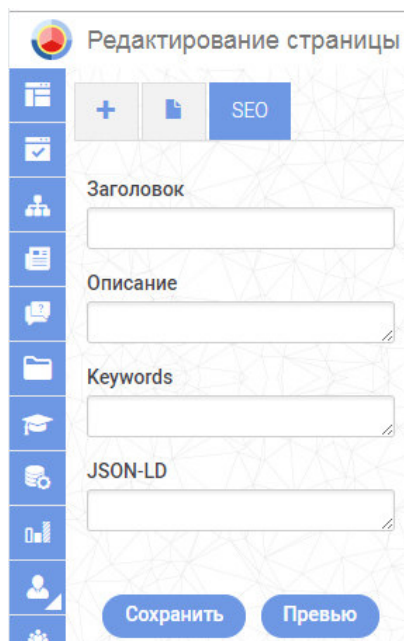 Редактирование страницы
SEO
Заголовок
Описание
Keywords
JSON-LD
Сохранить
Превью